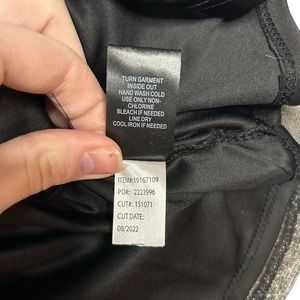 TURN GARMENT
INSIDE OUT
HAND WASH COLD
USE ONLY NON-
CHLORINE
BLEACH IF NEEDED
LINE DRY
COOL IRON IF NEEDED
ITEM#:19167109
PO#: 2223996
CUT#: 151071
CUT DATE:
08/2022